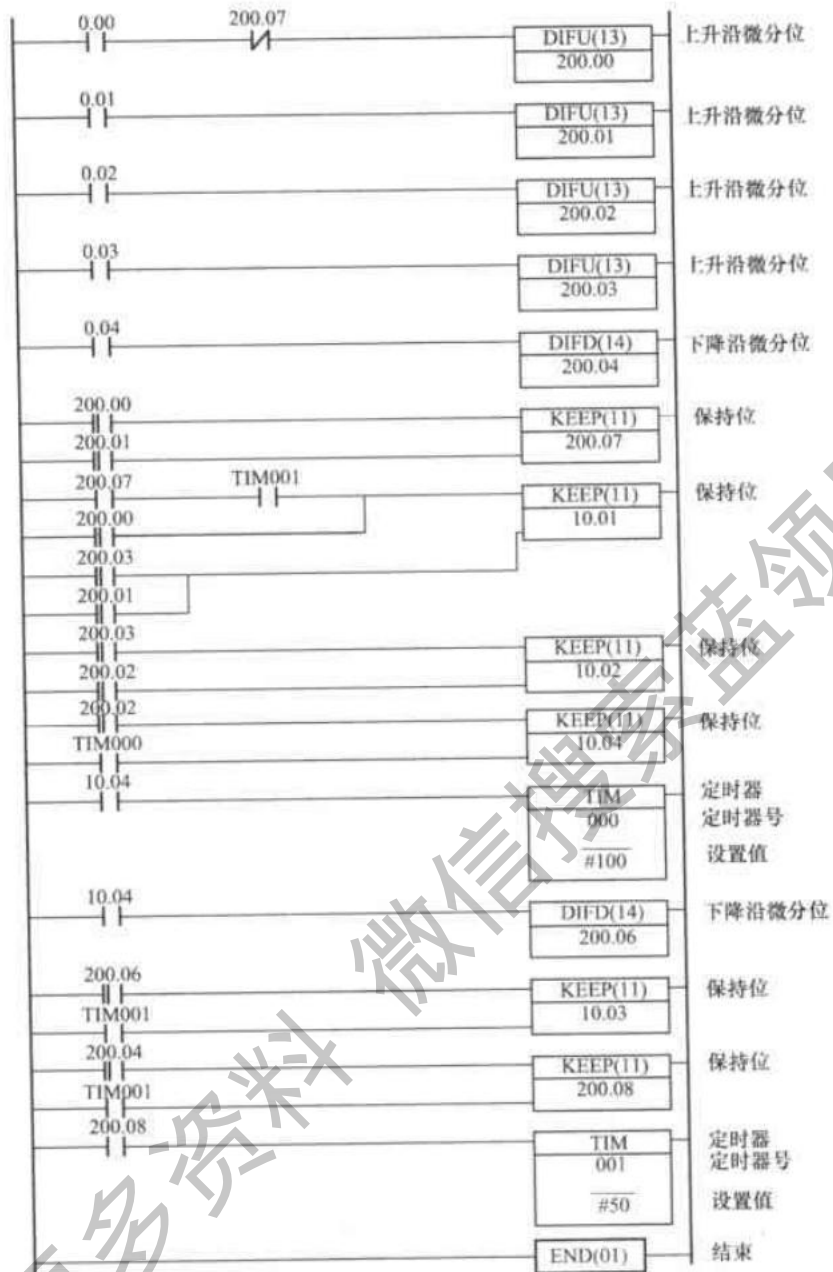 0.00 200.07 DIFU(13) 上升沿微分位
200.00
0.01 DIFU(13) 上升沿微分位
200.01
0.02 DIFU(13) 上升沿微分位
200.02
0.03 DIFU(13) 上升沿微分位
200.03
0.04 DIFD(14) 下降沿微分位
200.04
200.00 KEEP(11) 保持位
200.01 200.07
200.07 TIM001 KEEP(11) 保持位
200.00 10.01
200.03
200.01
200.03 KEEP(11) 保持位
200.02 10.02
200.02 KEEP(11) 保持位
TIM000 10.04
10.04 TIM 定时器
000 定时器号
#100 设置值
10.04 DIFD(14) 下降沿微分位
200.06
200.06 KEEP(11) 保持位
TIM001 10.03
200.04 KEEP(11) 保持位
TIM001 200.08
200.08 TIM 定时器
001 定时器号
#50 设置值
END(01) 结束
多资料 微信搜索蓝领